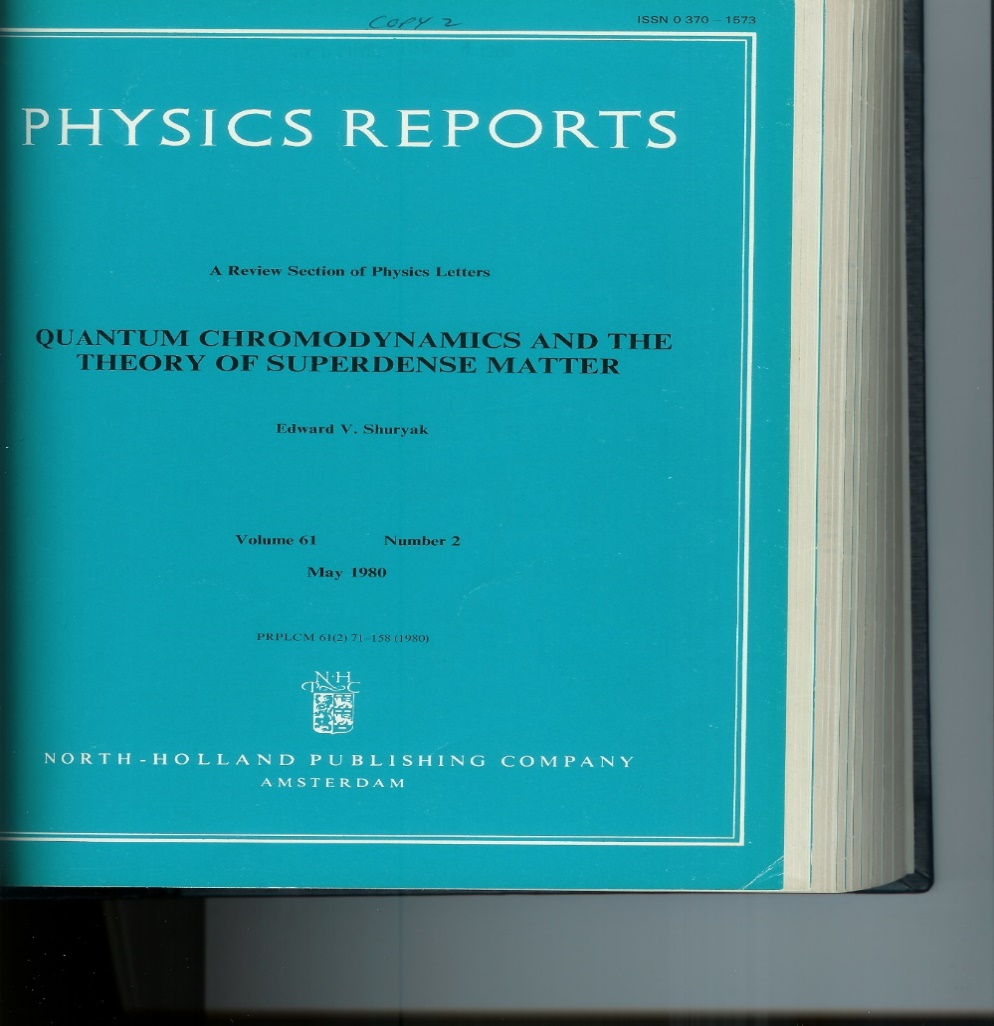 COPY 2
ISSN 0 370 – 1573
PHYSICS REPORTS
A Review Section of Physics Letters
QUANTUM CHROMODYNAMICS AND THE
THEORY OF SUPERDENSE MATTER
Edward V. Shuryak
Volume 61 Number 2
May 1980
PRPLCM 61(2) 71–158 (1980)
N·H
P C
NORTH-HOLLAND PUBLISHING COMPANY
AMSTERDAM